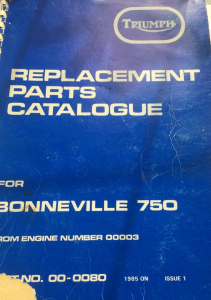 TRIUMPH
REPLACEMENT
PARTS
CATALOGUE
FOR
BONNEVILLE 750
ROM ENGINE NUMBER 00003
NO. 00-0080 1985 ON ISSUE 1